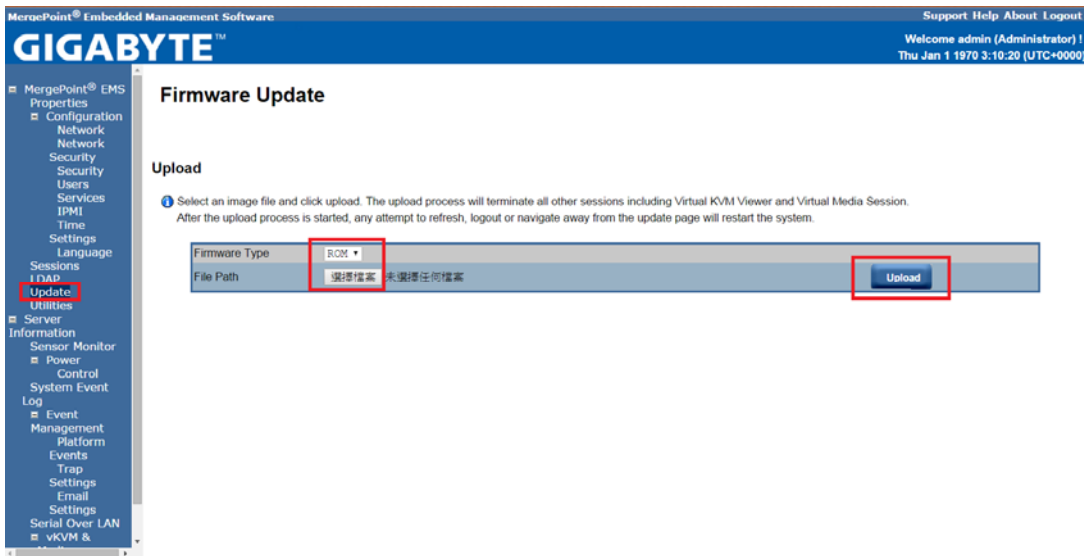 MergePoint® Embedded Management Software
Support Help About Logout
GIGABYTE™
Welcome admin (Administrator) !
Thu Jan 1 1970 3:10:20 (UTC+0000)
MergePoint® EMS
Properties
Configuration
Network
Network
Security
Security
Users
Services
IPMI
Time
Settings
Language
Sessions
LDAP
Update
Utilities
Server
Information
Sensor Monitor
Power
Control
System Event
Log
Event
Management
Platform
Events
Trap
Settings
Email
Settings
Serial Over LAN
vKVM &
Firmware Update
Upload
Select an image file and click upload. The upload process will terminate all other sessions including Virtual KVM Viewer and Virtual Media Session.
After the upload process is started, any attempt to refresh, logout or navigate away from the update page will restart the system.
Firmware Type ROM
File Path 選擇檔案 未選擇任何檔案 Upload